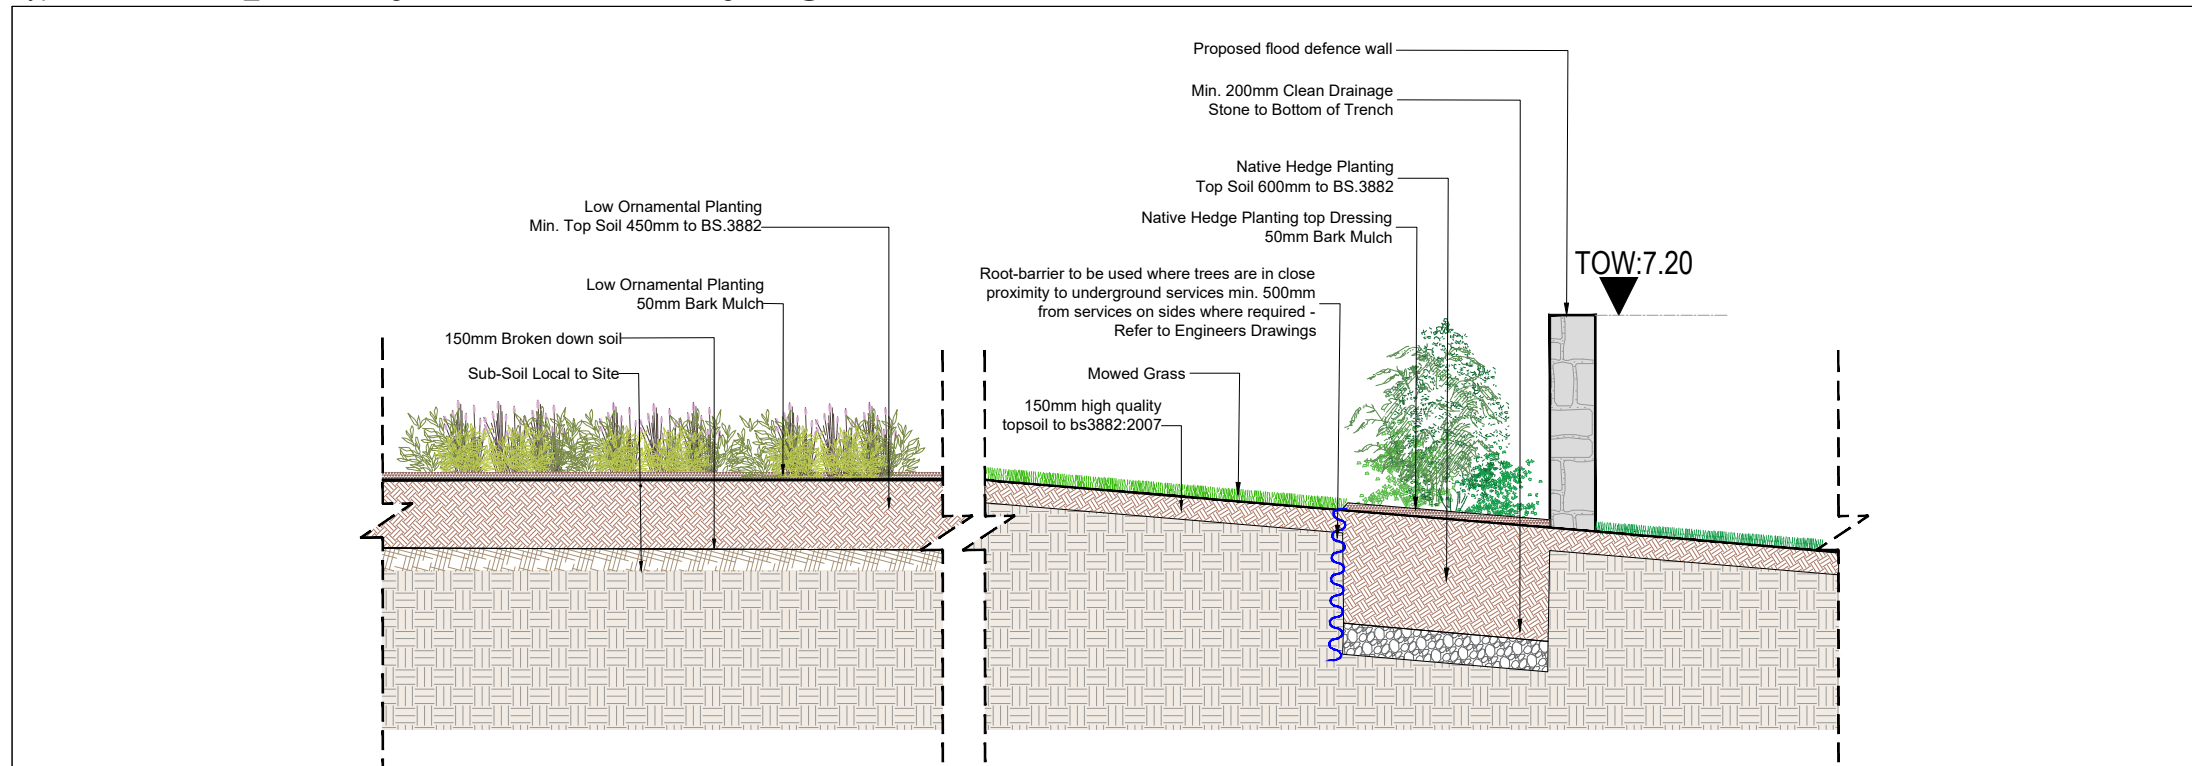 Proposed flood defence wall
Min. 200mm Clean Drainage
Stone to Bottom of Trench
Native Hedge Planting
Top Soil 600mm to BS.3882
Low Ornamental Planting
Min. Top Soil 450mm to BS.3882
Native Hedge Planting top Dressing
50mm Bark Mulch
TOW:7.20
Root-barrier to be used where trees are in close
proximity to underground services min. 500mm
from services on sides where required -
Refer to Engineers Drawings
Low Ornamental Planting
50mm Bark Mulch
150mm Broken down soil
Sub-Soil Local to Site
Mowed Grass
150mm high quality
topsoil to bs3882:2007